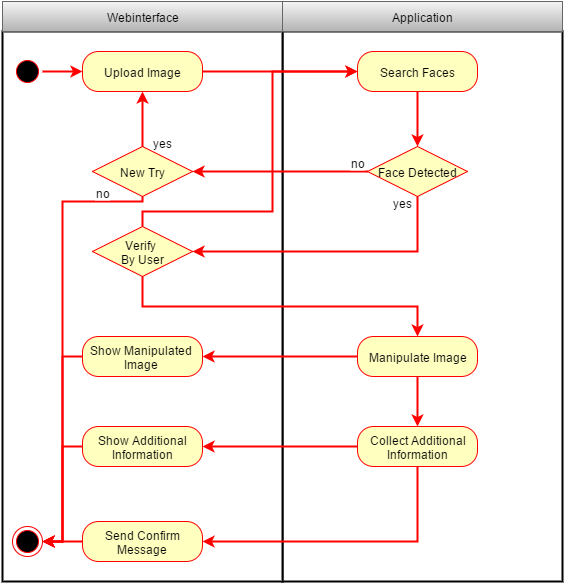 Webinterface
Application
Upload Image
Search Faces
yes
no
New Try
Face Detected
no
yes
Verify
By User
Show Manipulated
Image
Manipulate Image
Show Additional
Information
Collect Additional
Information
Send Confirm
Message